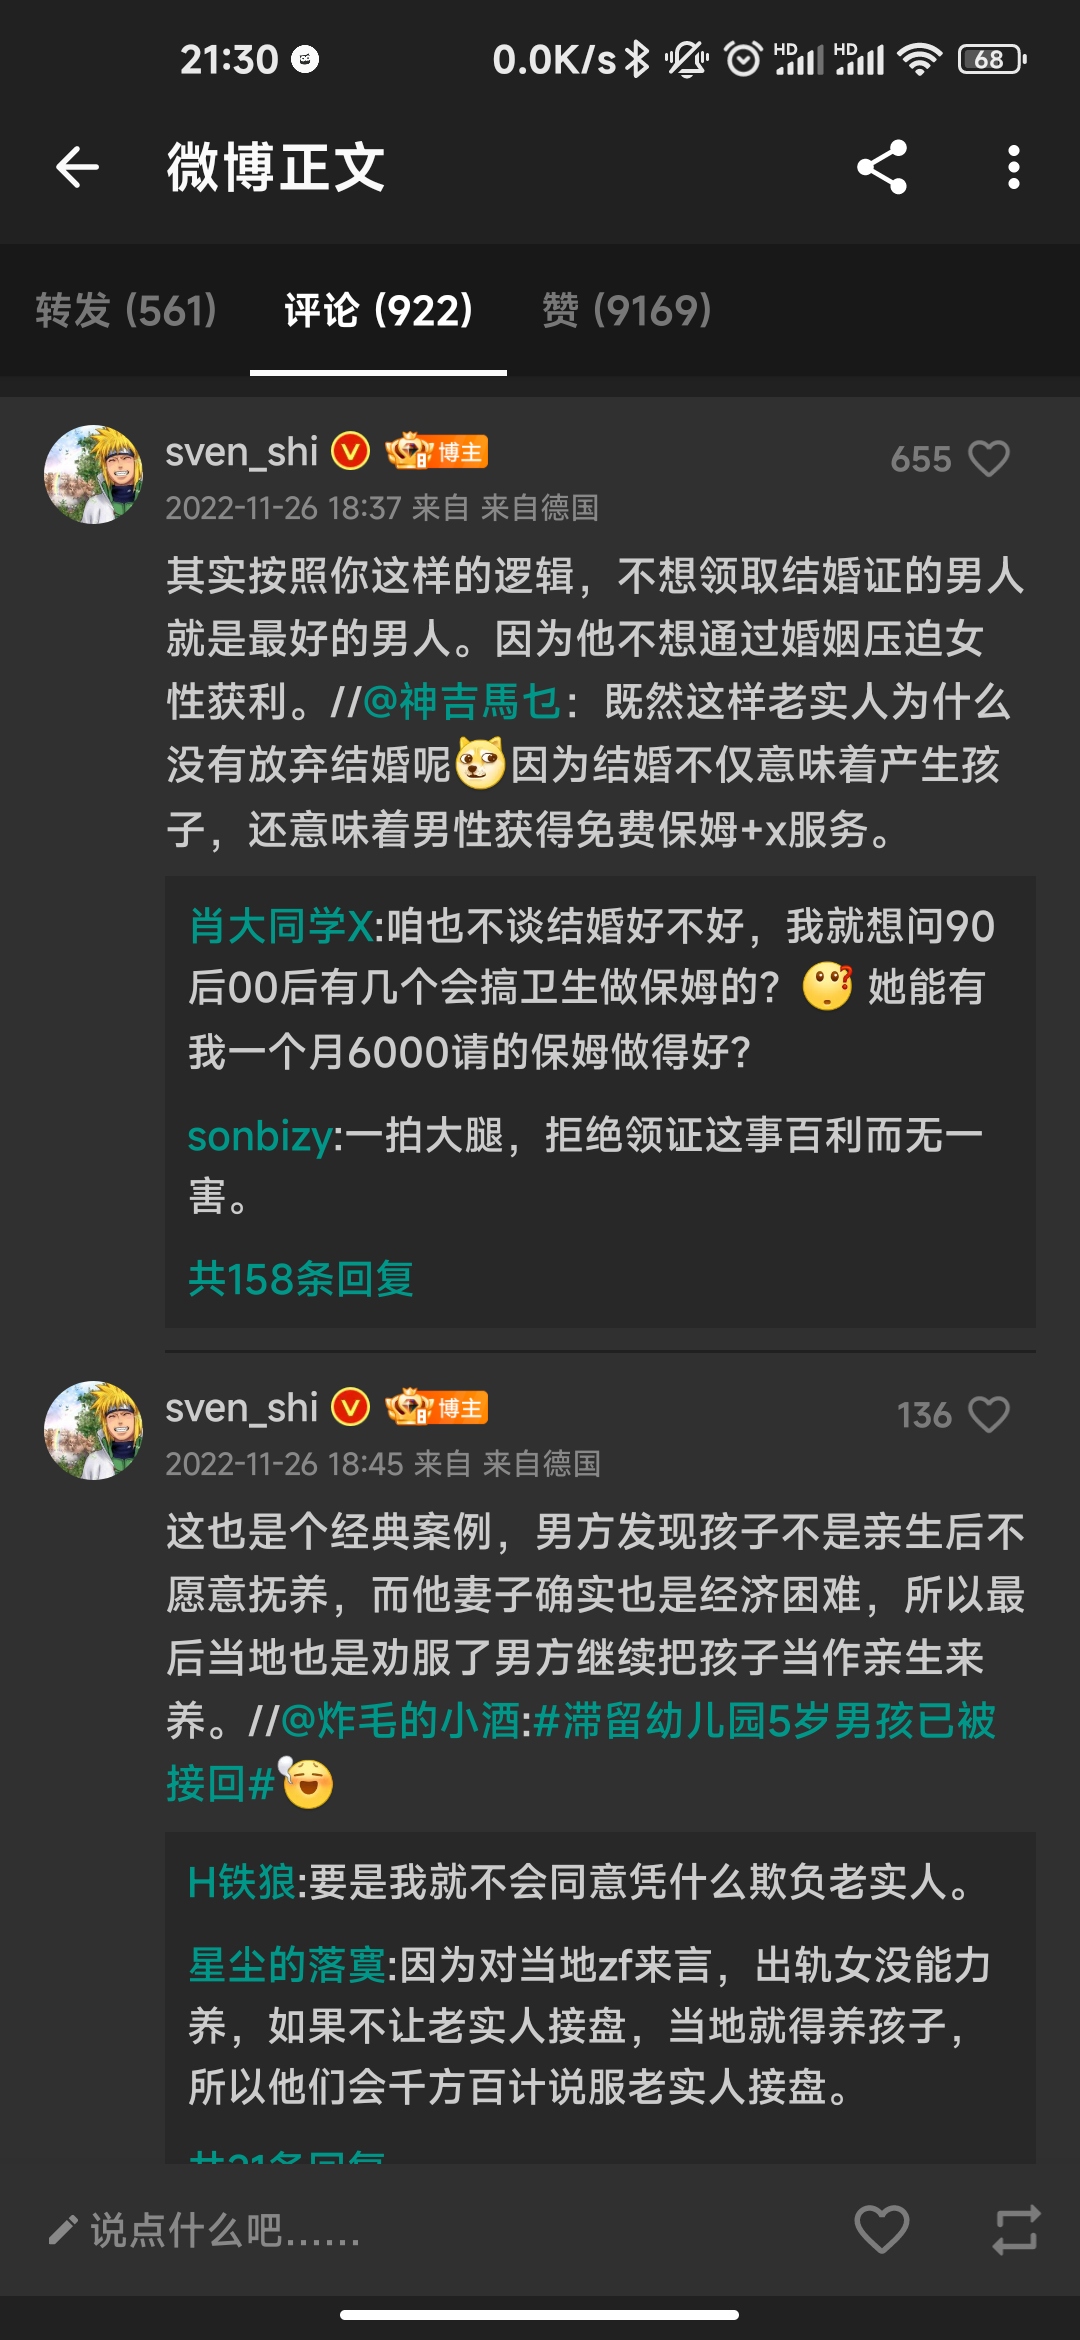 21:30 0.0K/s HD HD 68
微博正文
转发 (561) 评论 (922) 赞 (9169)
sven_shi 博主 655
2022-11-26 18:37 来自 来自德国
其实按照你这样的逻辑，不想领取结婚证的男人
就是最好的男人。因为他不想通过婚姻压迫女
性获利。//@神吉馬乜：既然这样老实人为什么
没有放弃结婚呢因为结婚不仅意味着产生孩
子，还意味着男性获得免费保姆+x服务。
肖大同学X:咱也不谈结婚好不好，我就想问90
后00后有几个会搞卫生做保姆的？ 她能有
我一个月6000请的保姆做得好？
sonbizy:一拍大腿，拒绝领证这事百利而无一
害。
共158条回复
sven_shi 博主 136
2022-11-26 18:45 来自 来自德国
这也是个经典案例，男方发现孩子不是亲生后不
愿意抚养，而他妻子确实也是经济困难，所以最
后当地也是劝服了男方继续把孩子当作亲生来
养。//@炸毛的小酒:#滞留幼儿园5岁男孩已被
接回#
H铁狼:要是我就不会同意凭什么欺负老实人。
星尘的落寞:因为对当地zf来言，出轨女没能力
养，如果不让老实人接盘，当地就得养孩子，
所以他们会千方百计说服老实人接盘。
共21条回复
说点什么吧......